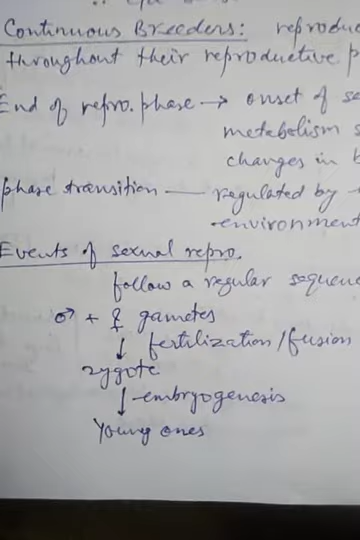 Continuous Breeders: reproduc
throughout their reproductive p
End of repro. phase → onset of se
metabolism s
changes in b
phase transition — regulated by
environment
Events of sexual repro.
follow a regular sequenc
♂ + ♀ gametes
↓ fertilization/fusion
zygote
↓ embryogenesis
Young ones